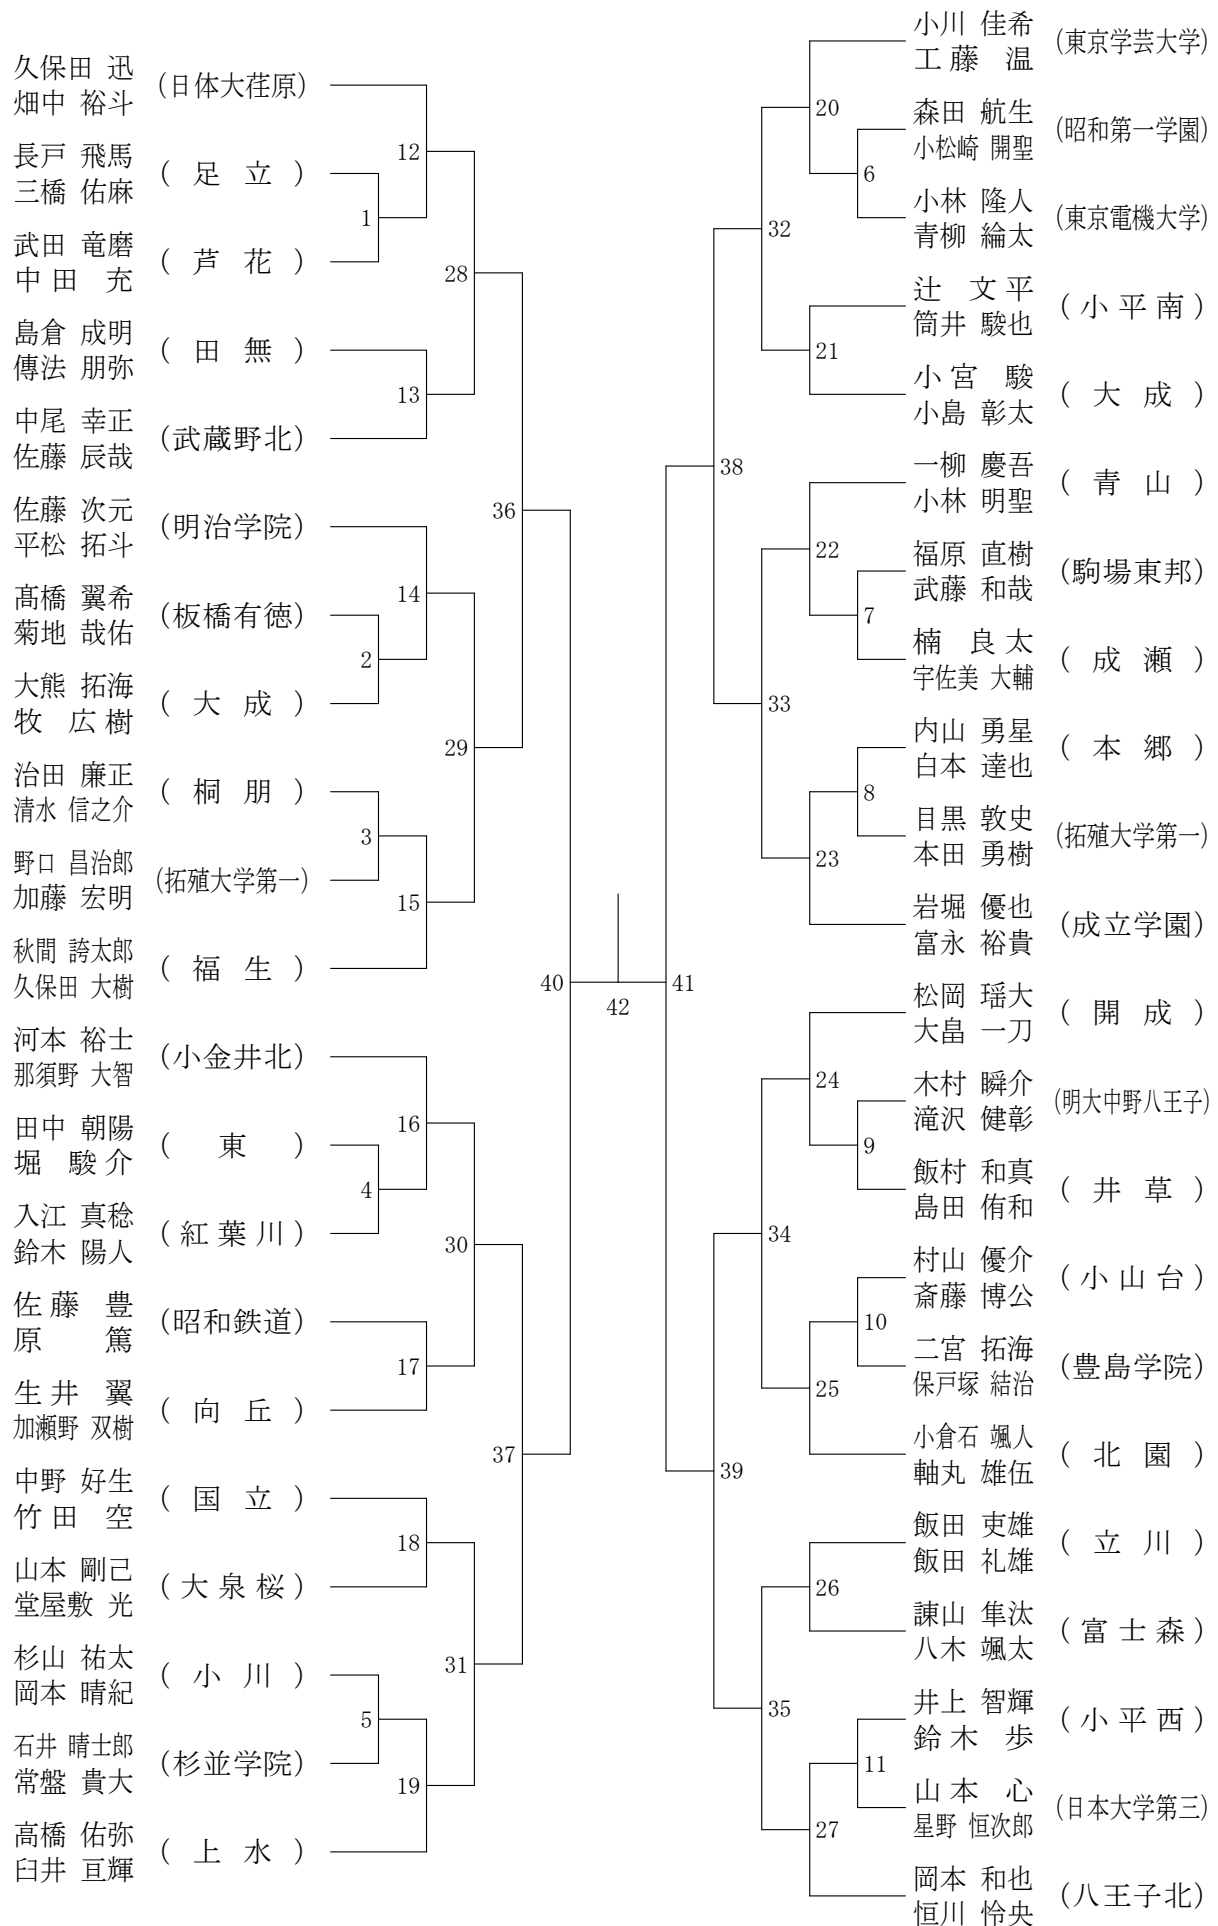 久保田 迅
畑中 裕斗
(日体大荏原)
長戸 飛馬
三橋 佑麻
(足立)
武田 竜磨
中田 充
(芦花)
島倉 成明
傳法 朋弥
(田無)
中尾 幸正
佐藤 辰哉
(武蔵野北)
佐藤 次元
平松 拓斗
(明治学院)
髙橋 翼希
菊地 哉佑
(板橋有徳)
大熊 拓海
牧 広樹
(大成)
治田 廉正
清水 信之介
(桐朋)
野口 昌治郎
加藤 宏明
(拓殖大学第一)
秋間 誇太郎
久保田 大樹
(福生)
河本 裕士
那須野 大智
(小金井北)
田中 朝陽
堀 駿介
(東)
入江 真稔
鈴木 陽人
(紅葉川)
佐藤 豊
原 篤
(昭和鉄道)
生井 翼
加瀬野 双樹
(向丘)
中野 好生
竹田 空
(国立)
山本 剛己
堂屋敷 光
(大泉桜)
杉山 祐太
岡本 晴紀
(小川)
石井 晴士郎
常盤 貴大
(杉並学院)
高橋 佑弥
臼井 亘輝
(上水)
1
2
3
4
5
12
13
14
15
16
17
18
19
28
29
30
31
36
37
40
42
41
38
39
32
33
34
35
20
21
22
23
24
25
26
27
6
7
8
9
10
11
小川 佳希
工藤 温
(東京学芸大学)
森田 航生
小松崎 開聖
(昭和第一学園)
小林 隆人
青柳 綸太
(東京電機大学)
辻 文平
筒井 駿也
(小平南)
小宮 駿
小島 彰太
(大成)
一柳 慶吾
小林 明聖
(青山)
福原 直樹
武藤 和哉
(駒場東邦)
楠 良太
宇佐美 大輔
(成瀬)
内山 勇星
白本 達也
(本郷)
目黒 敦史
本田 勇樹
(拓殖大学第一)
岩堀 優也
富永 裕貴
(成立学園)
松岡 瑶大
大畠 一刀
(開成)
木村 瞬介
滝沢 健彰
(明大中野八王子)
飯村 和真
島田 侑和
(井草)
村山 優介
斎藤 博公
(小山台)
二宮 拓海
保戸塚 結治
(豊島学院)
小倉石 颯人
軸丸 雄伍
(北園)
飯田 吏雄
飯田 礼雄
(立川)
諌山 隼汰
八木 颯太
(富士森)
井上 智輝
鈴木 歩
(小平西)
山本 心
星野 恒次郎
(日本大学第三)
岡本 和也
恒川 怜央
(八王子北)